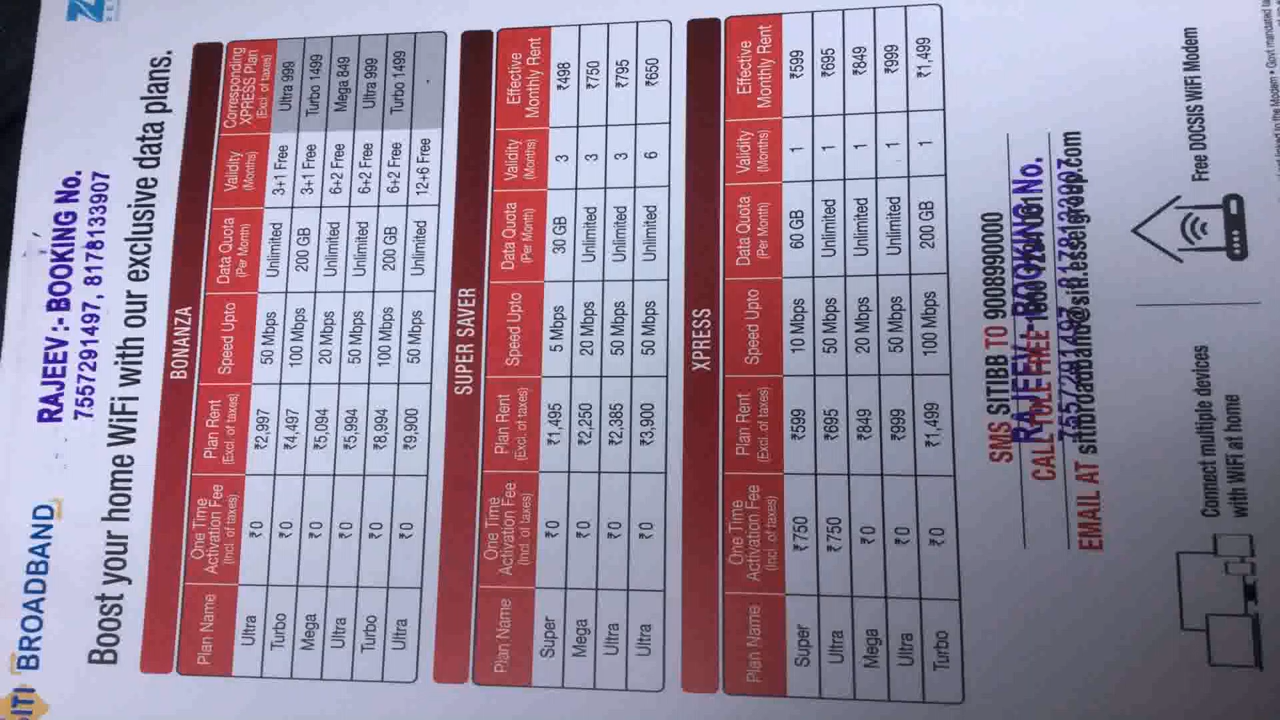 SITI BROADBAND
RAJEEV :- BOOKING No.
7557291497, 8178133907
Boost your home WiFi with our exclusive data plans.
BONANZA
Plan Name One Time Activation Fee (Incl. of taxes) Plan Rent (Excl. of taxes) Speed Upto Data Quota (Per Month) Validity (Months) Corresponding XPRESS Plan (Excl. of taxes)
Ultra ₹0 ₹2,997 50 Mbps Unlimited 3+1 Free Ultra 999
Turbo ₹0 ₹4,497 100 Mbps 200 GB 3+1 Free Turbo 1499
Mega ₹0 ₹5,094 20 Mbps Unlimited 6+2 Free Mega 849
Ultra ₹0 ₹5,994 50 Mbps Unlimited 6+2 Free Ultra 999
Turbo ₹0 ₹8,994 100 Mbps 200 GB 6+2 Free Turbo 1499
Ultra ₹0 ₹9,900 50 Mbps Unlimited 12+6 Free -
SUPER SAVER
Plan Name One Time Activation Fee (Incl. of taxes) Plan Rent (Excl. of taxes) Speed Upto Data Quota (Per Month) Validity (Months) Effective Monthly Rent
Super ₹0 ₹1,495 5 Mbps 30 GB 3 ₹498
Mega ₹0 ₹2,250 20 Mbps Unlimited 3 ₹750
Ultra ₹0 ₹2,385 50 Mbps Unlimited 3 ₹795
Ultra ₹0 ₹3,900 50 Mbps Unlimited 6 ₹650
XPRESS
Plan Name One Time Activation Fee (Incl. of taxes) Plan Rent (Excl. of taxes) Speed Upto Data Quota (Per Month) Validity (Months) Effective Monthly Rent
Super ₹750 ₹599 10 Mbps 60 GB 1 ₹599
Ultra ₹750 ₹695 50 Mbps Unlimited 1 ₹695
Mega ₹0 ₹849 20 Mbps Unlimited 1 ₹849
Ultra ₹0 ₹999 50 Mbps Unlimited 1 ₹999
Turbo ₹0 ₹1,499 100 Mbps 200 GB 1 ₹1,499
SMS SITIBB TO 9008990000
RAJEEV :- BOOKING No.
CALL TOLL FREE
7557291497, 8178133907
EMAIL AT sitibroadband@siti.esselgroup.com
Connect multiple devices
with WiFi at home
Free DOCSIS WiFi Modem